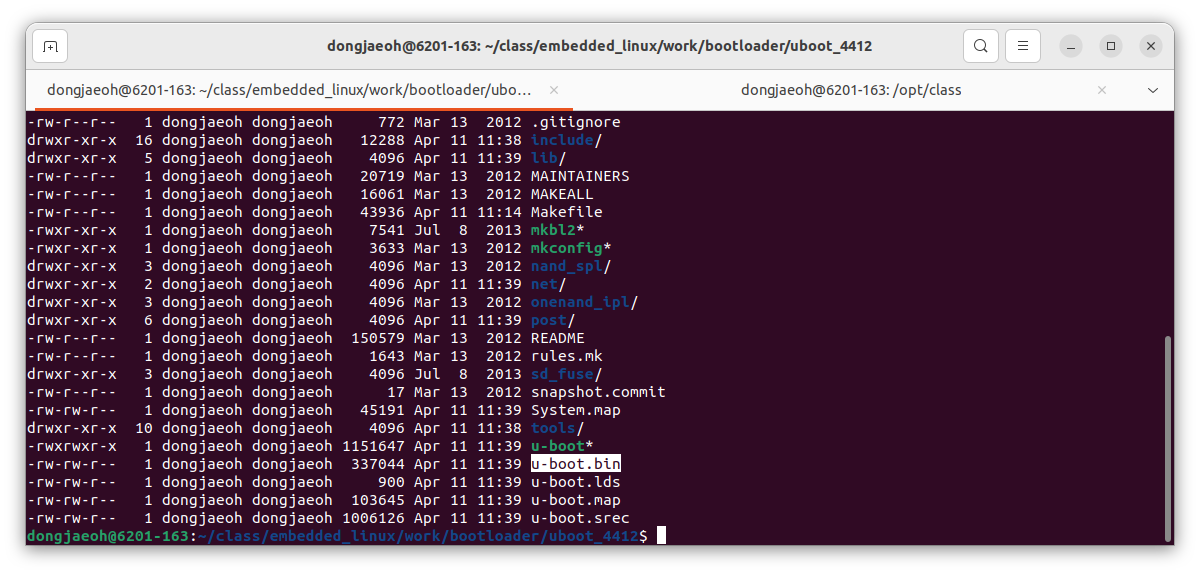 dongjaeoh@6201-163: ~/class/embedded_linux/work/bootloader/uboot_4412
dongjaeoh@6201-163: ~/class/embedded_linux/work/bootloader/ubo… × dongjaeoh@6201-163: /opt/class ×
-rw-r--r--   1 dongjaeoh dongjaeoh     772 Mar 13  2012 .gitignore
drwxr-xr-x  16 dongjaeoh dongjaeoh   12288 Apr 11 11:38 include/
drwxr-xr-x   5 dongjaeoh dongjaeoh    4096 Apr 11 11:39 lib/
-rw-r--r--   1 dongjaeoh dongjaeoh   20719 Mar 13  2012 MAINTAINERS
-rw-r--r--   1 dongjaeoh dongjaeoh   16061 Mar 13  2012 MAKEALL
-rw-r--r--   1 dongjaeoh dongjaeoh   43936 Apr 11 11:14 Makefile
-rwxr-xr-x   1 dongjaeoh dongjaeoh    7541 Jul  8  2013 mkbl2*
-rwxr-xr-x   1 dongjaeoh dongjaeoh    3633 Mar 13  2012 mkconfig*
drwxr-xr-x   3 dongjaeoh dongjaeoh    4096 Mar 13  2012 nand_spl/
drwxr-xr-x   2 dongjaeoh dongjaeoh    4096 Apr 11 11:39 net/
drwxr-xr-x   3 dongjaeoh dongjaeoh    4096 Mar 13  2012 onenand_ipl/
drwxr-xr-x   6 dongjaeoh dongjaeoh    4096 Apr 11 11:39 post/
-rw-r--r--   1 dongjaeoh dongjaeoh  150579 Mar 13  2012 README
-rw-r--r--   1 dongjaeoh dongjaeoh    1643 Mar 13  2012 rules.mk
drwxr-xr-x   3 dongjaeoh dongjaeoh    4096 Jul  8  2013 sd_fuse/
-rw-r--r--   1 dongjaeoh dongjaeoh      17 Mar 13  2012 snapshot.commit
-rw-rw-r--   1 dongjaeoh dongjaeoh   45191 Apr 11 11:39 System.map
drwxr-xr-x  10 dongjaeoh dongjaeoh    4096 Apr 11 11:38 tools/
-rwxrwxr-x   1 dongjaeoh dongjaeoh 1151647 Apr 11 11:39 u-boot*
-rw-rw-r--   1 dongjaeoh dongjaeoh  337044 Apr 11 11:39 u-boot.bin
-rw-rw-r--   1 dongjaeoh dongjaeoh     900 Apr 11 11:39 u-boot.lds
-rw-rw-r--   1 dongjaeoh dongjaeoh  103645 Apr 11 11:39 u-boot.map
-rw-rw-r--   1 dongjaeoh dongjaeoh 1006126 Apr 11 11:39 u-boot.srec
dongjaeoh@6201-163:~/class/embedded_linux/work/bootloader/uboot_4412$